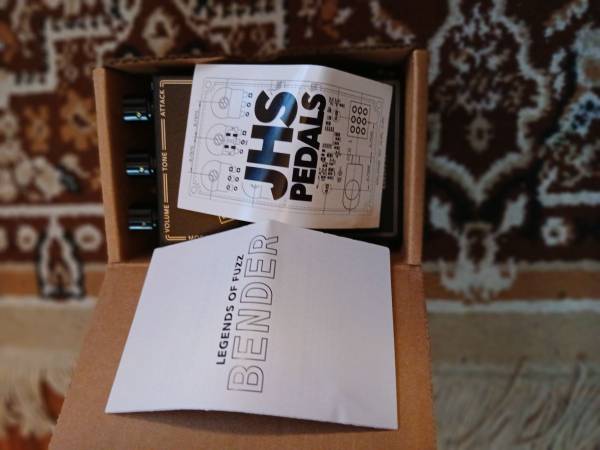 JHS
PEDALS
ATTACK
TONE
VOLUME
LEGENDS OF FUZZ
BENDER